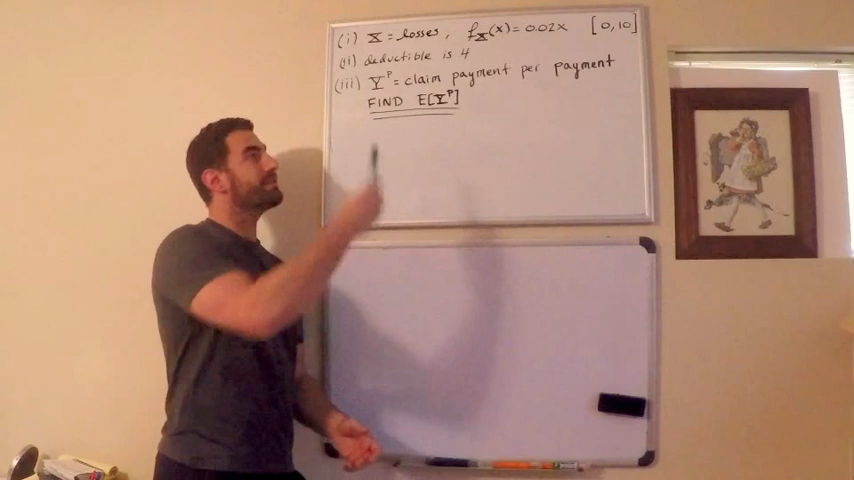 (i) X = losses, f_X(x) = 0.02x [0,10]
(ii) deductible is 4
(iii) Y^P = claim payment per payment
FIND E[Y^P]